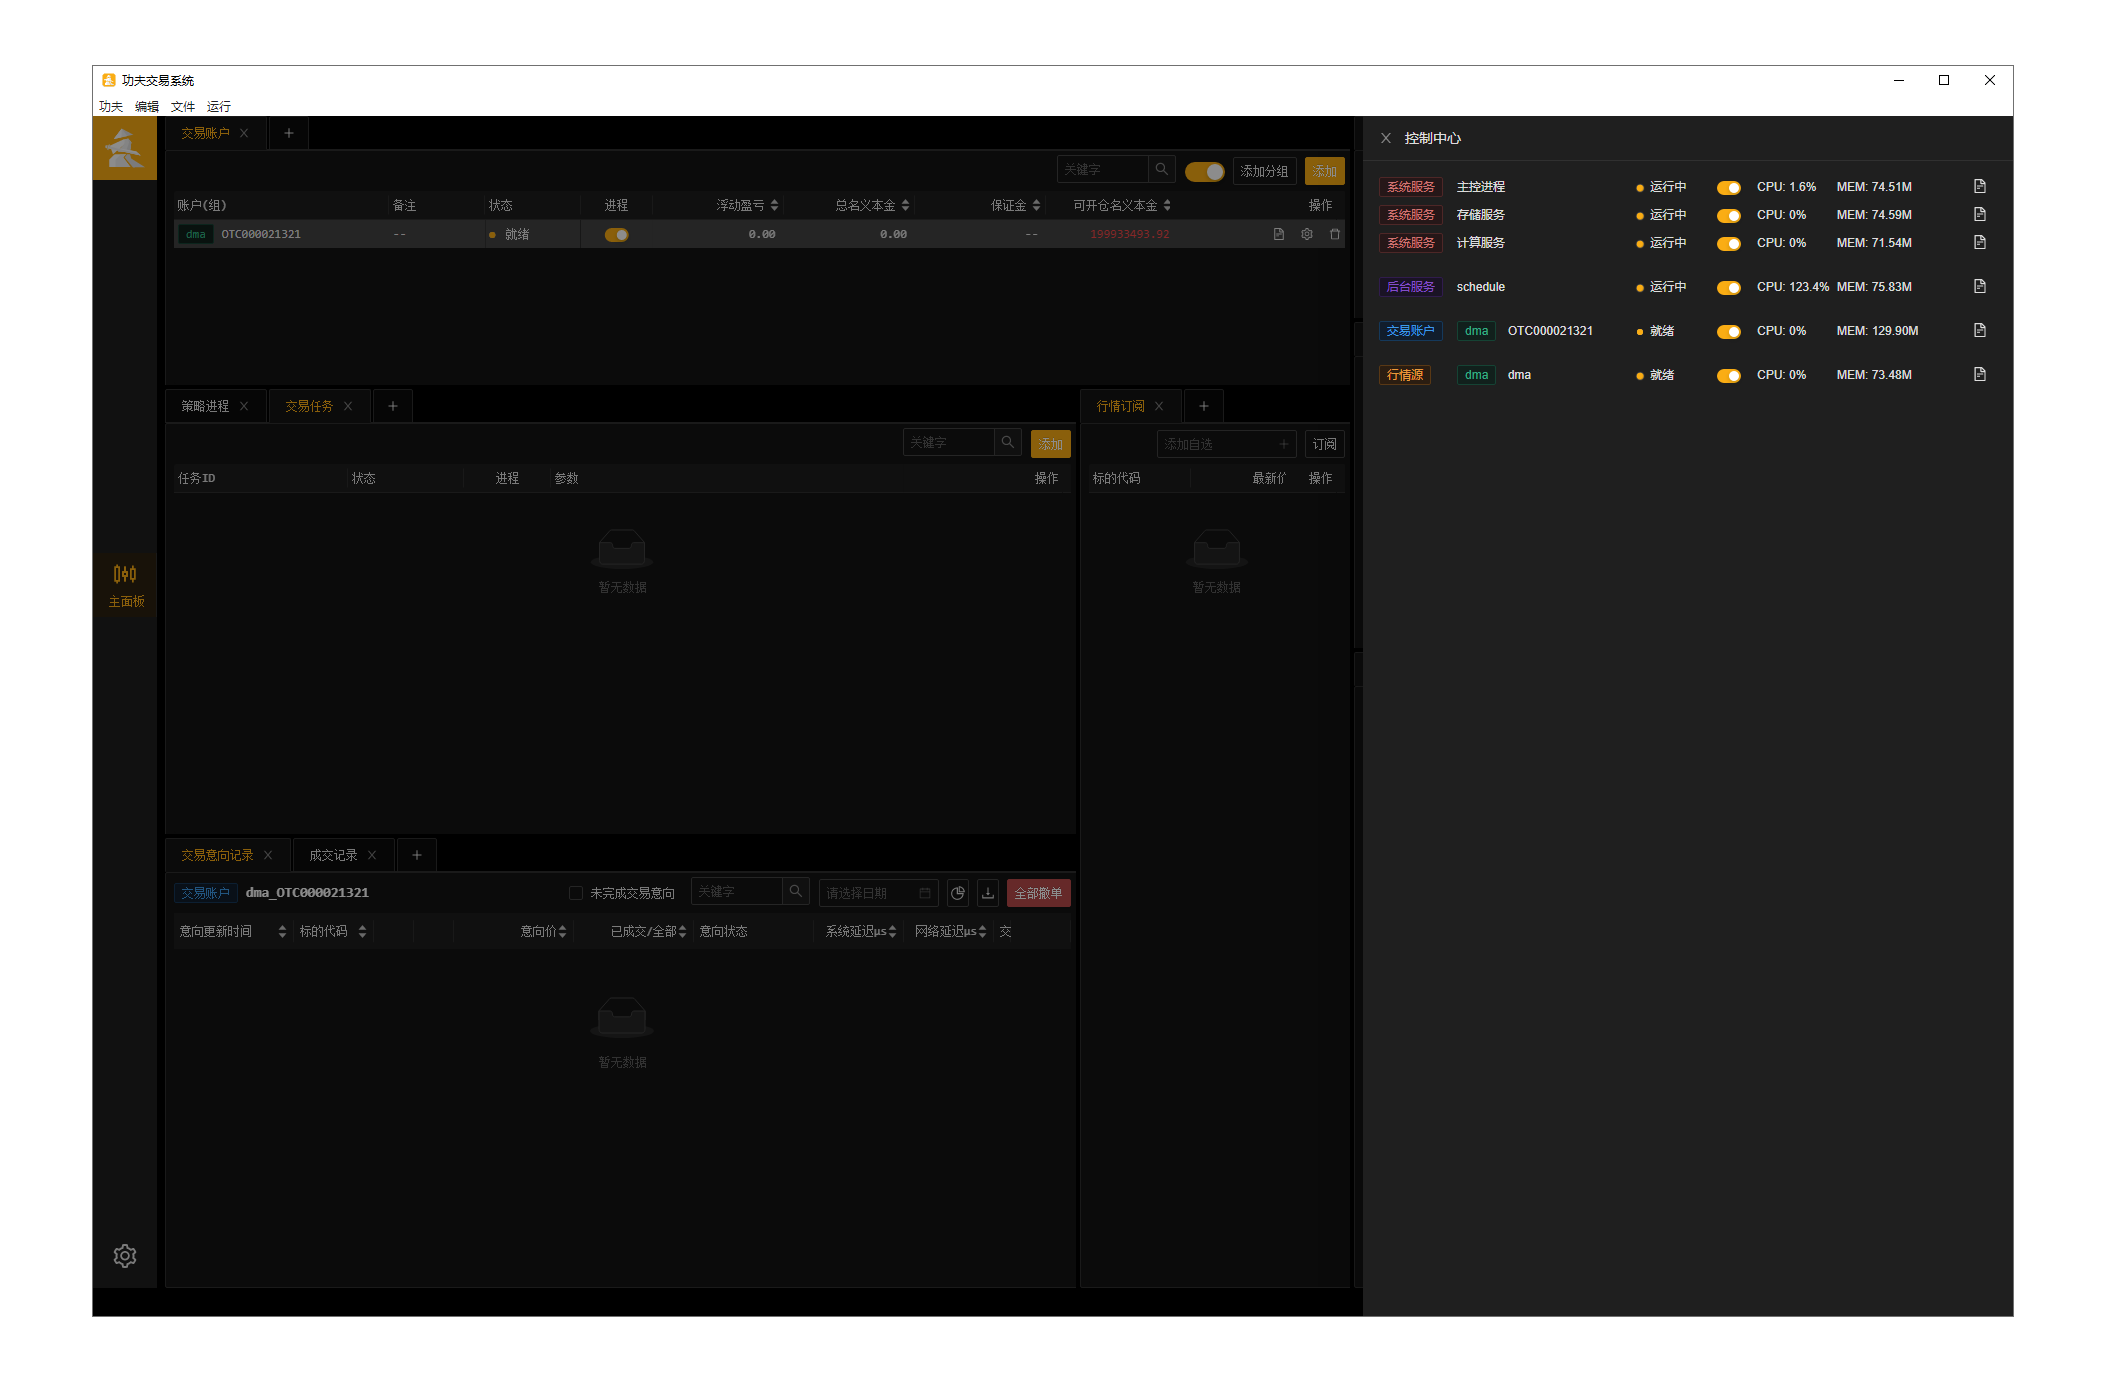 功夫交易系统
功夫 编辑 文件 运行
交易账户
关键字 添加分组 添加
账户(组) 备注 状态 进程 浮动盈亏 总名义本金 保证金 可开仓名义本金 操作
dma OTC000021321 -- 就绪 0.00 0.00 -- 199933493.92
策略进程 交易任务
关键字 添加
任务ID 状态 进程 参数 操作
暂无数据
行情订阅
添加自选 订阅
标的代码 最新价 操作
暂无数据
主面板
交易意向记录 成交记录
交易账户 dma_OTC000021321 未完成交易意向 关键字 请选择日期 全部撤单
意向更新时间 标的代码 意向价 已成交/全部 意向状态 系统延迟μs 网络延迟μs 交
暂无数据
控制中心
系统服务 主控进程 运行中 CPU: 1.6% MEM: 74.51M
系统服务 存储服务 运行中 CPU: 0% MEM: 74.59M
系统服务 计算服务 运行中 CPU: 0% MEM: 71.54M
后台服务 schedule 运行中 CPU: 123.4% MEM: 75.83M
交易账户 dma OTC000021321 就绪 CPU: 0% MEM: 129.90M
行情源 dma dma 就绪 CPU: 0% MEM: 73.48M